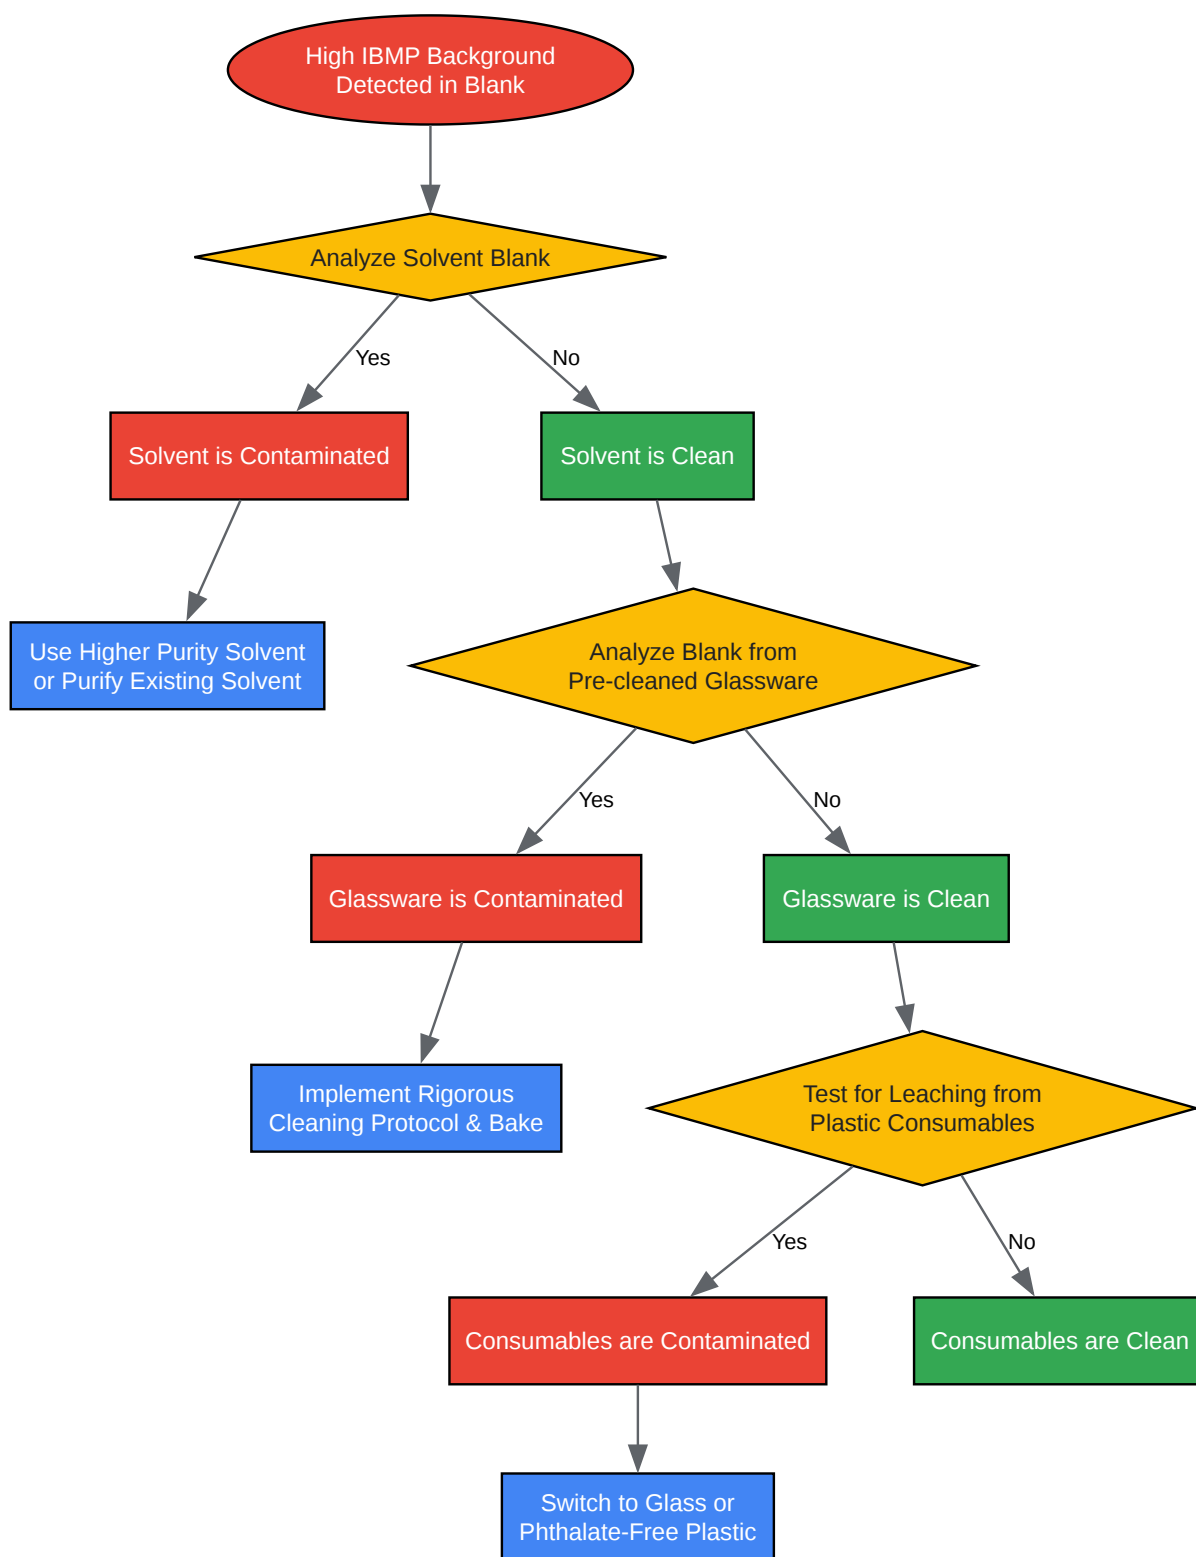 High IBMP Background
Detected in Blank
Analyze Solvent Blank
Yes
No
Solvent is Contaminated
Solvent is Clean
Use Higher Purity Solvent
or Purify Existing Solvent
Analyze Blank from
Pre-cleaned Glassware
Yes
No
Glassware is Contaminated
Glassware is Clean
Implement Rigorous
Cleaning Protocol & Bake
Test for Leaching from
Plastic Consumables
Yes
No
Consumables are Contaminated
Consumables are Clean
Switch to Glass or
Phthalate-Free Plastic